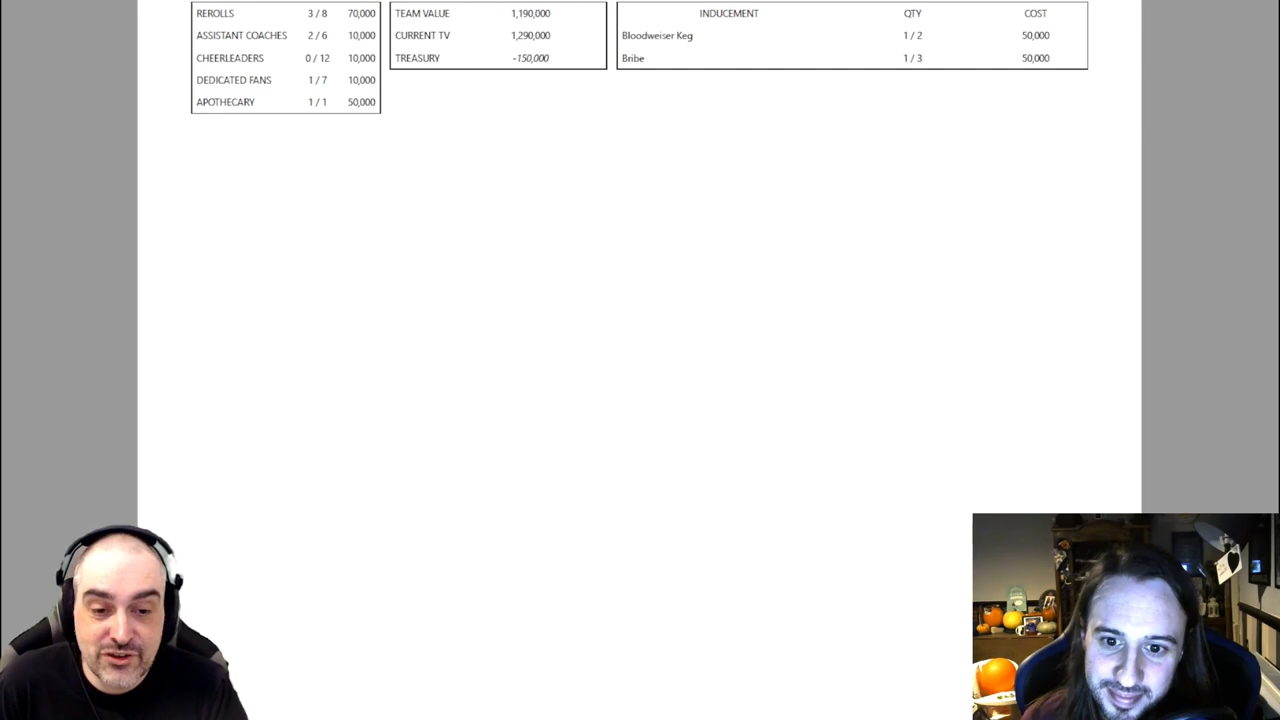 REROLLS 3 / 8 70,000
ASSISTANT COACHES 2 / 6 10,000
CHEERLEADERS 0 / 12 10,000
DEDICATED FANS 1 / 7 10,000
APOTHECARY 1 / 1 50,000
TEAM VALUE 1,190,000
CURRENT TV 1,290,000
TREASURY -150,000
INDUCEMENT QTY COST
Bloodweiser Keg 1 / 2 50,000
Bribe 1 / 3 50,000